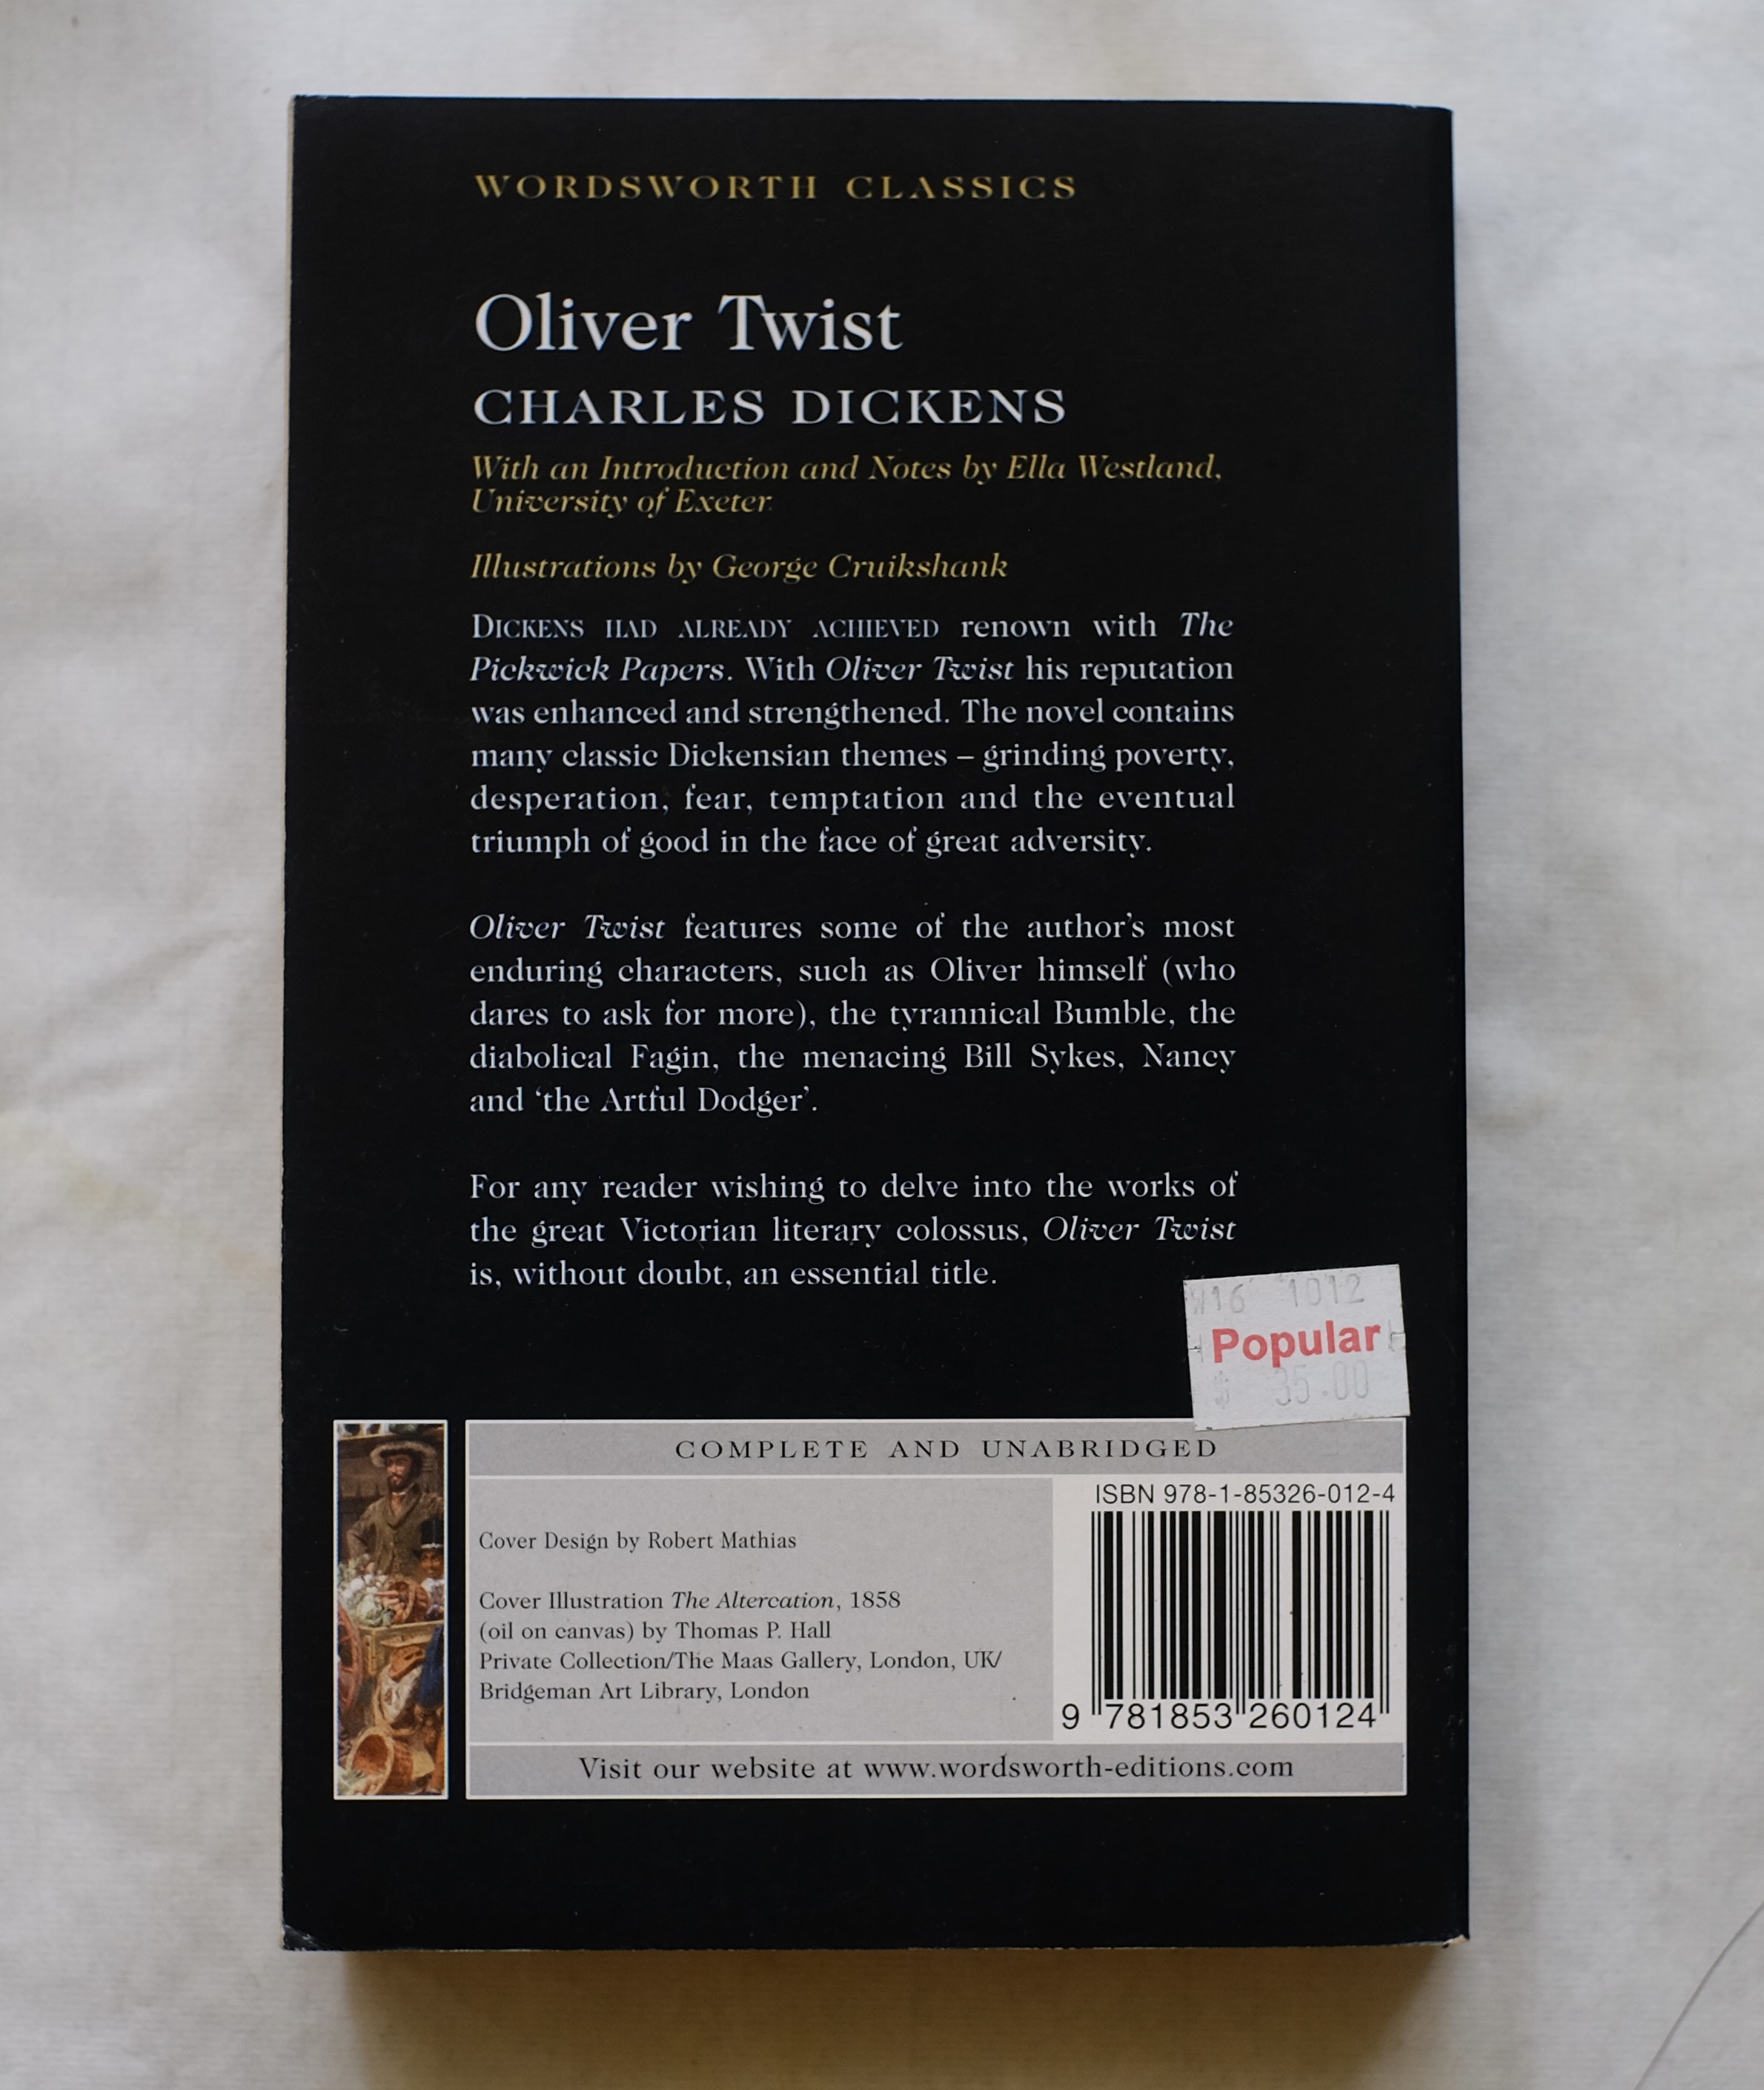 WORDSWORTH CLASSICS
Oliver Twist
CHARLES DICKENS
With an Introduction and Notes by Ella Westland,
University of Exeter.
Illustrations by George Cruikshank
DICKENS HAD ALREADY ACHIEVED renown with The
Pickwick Papers. With Oliver Twist his reputation
was enhanced and strengthened. The novel contains
many classic Dickensian themes – grinding poverty,
desperation, fear, temptation and the eventual
triumph of good in the face of great adversity.
Oliver Twist features some of the author's most
enduring characters, such as Oliver himself (who
dares to ask for more), the tyrannical Bumble, the
diabolical Fagin, the menacing Bill Sykes, Nancy
and ‘the Artful Dodger’.
For any reader wishing to delve into the works of
the great Victorian literary colossus, Oliver Twist
is, without doubt, an essential title.
W16 1012
Popular
$ 35.00
COMPLETE AND UNABRIDGED
ISBN 978-1-85326-012-4
Cover Design by Robert Mathias
Cover Illustration The Altercation, 1858
(oil on canvas) by Thomas P. Hall
Private Collection/The Maas Gallery, London, UK/
Bridgeman Art Library, London
9 781853 260124
Visit our website at www.wordsworth-editions.com